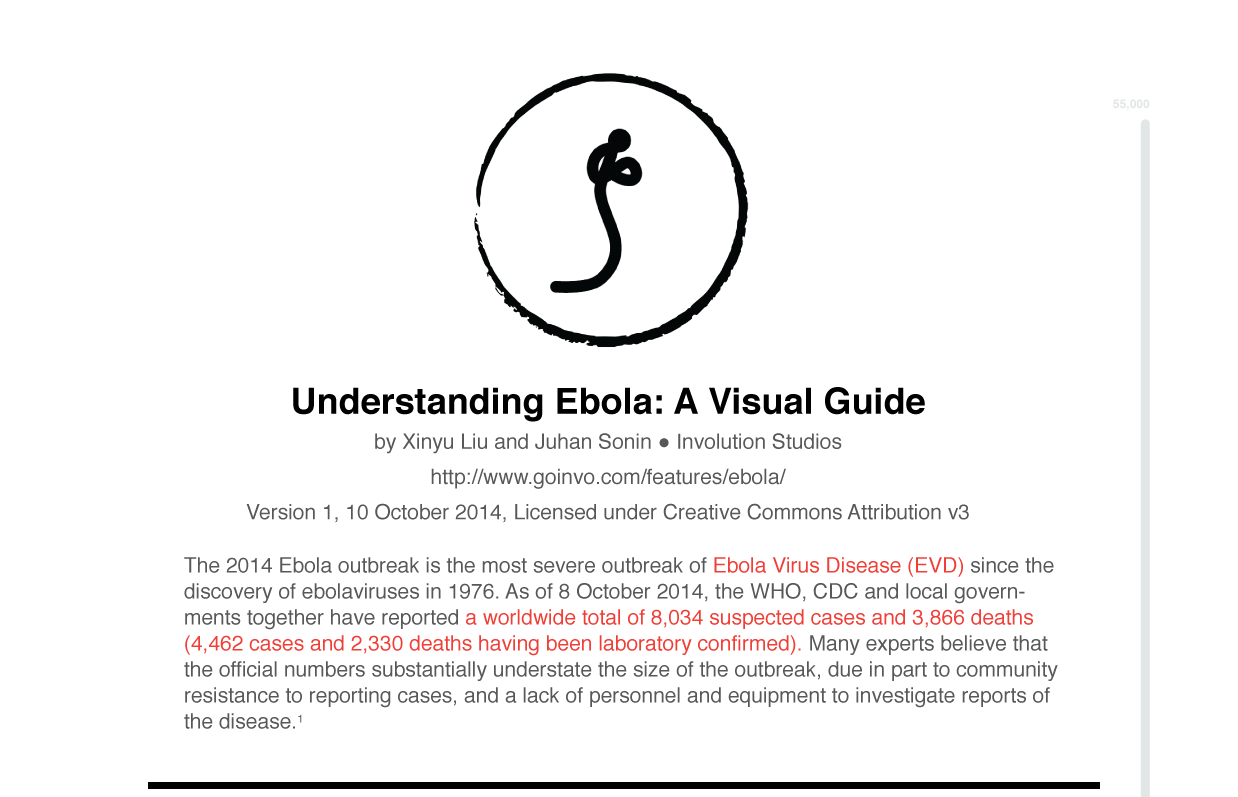 55,000
Understanding Ebola: A Visual Guide
by Xinyu Liu and Juhan Sonin ● Involution Studios
http://www.goinvo.com/features/ebola/
Version 1, 10 October 2014, Licensed under Creative Commons Attribution v3
The 2014 Ebola outbreak is the most severe outbreak of Ebola Virus Disease (EVD) since the
discovery of ebolaviruses in 1976. As of 8 October 2014, the WHO, CDC and local govern-
ments together have reported a worldwide total of 8,034 suspected cases and 3,866 deaths
(4,462 cases and 2,330 deaths having been laboratory confirmed). Many experts believe that
the official numbers substantially understate the size of the outbreak, due in part to community
resistance to reporting cases, and a lack of personnel and equipment to investigate reports of
the disease.¹